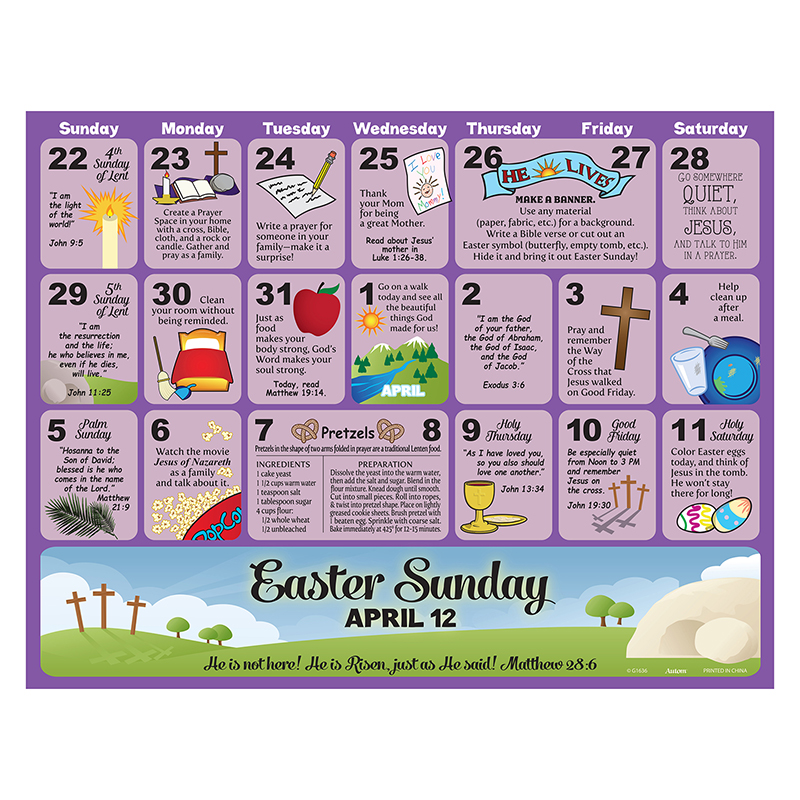 Sunday Monday Tuesday Wednesday Thursday Friday Saturday
22 4th
Sunday
of Lent
"I am
the light
of the
world!"
John 9:5
23
Create a Prayer
Space in your home
with a cross, Bible,
cloth, and a rock or
candle. Gather and
pray as a family.
24
Write a prayer for
someone in your
family—make it a
surprise!
25
I Love
You
Mommy!
Thank
your Mom
for being
a great Mother.
Read about Jesus'
mother in
Luke 1:26-38.
26 HE LIVES 27
MAKE A BANNER.
Use any material
(paper, fabric, etc.) for a background.
Write a Bible verse or cut out an
Easter symbol (butterfly, empty tomb, etc.).
Hide it and bring it out Easter Sunday!
28
GO SOMEWHERE
QUIET,
THINK ABOUT
JESUS,
AND TALK TO HIM
IN A PRAYER.
29 5th
Sunday
of Lent
"I am
the resurrection
and the life;
he who believes in me,
even if he dies,
will live."
John 11:25
30 Clean
your room without
being reminded.
31
Just as
food
makes your
body strong, God's
Word makes your
soul strong.
Today, read
Matthew 19:14.
1 Go on a walk
today and see all
the beautiful
things God
made for us!
APRIL
2
"I am the God
of your father,
the God of Abraham,
the God of Isaac,
and the God
of Jacob."
Exodus 3:6
3
Pray and
remember
the Way
of the
Cross that
Jesus walked
on Good Friday.
4 Help
clean up
after
a meal.
5 Palm
Sunday
"Hosanna to the
Son of David;
blessed is he who
comes in the name
of the Lord."
Matthew
21:9
6
Watch the movie
Jesus of Nazareth
as a family
and talk about it.
POPCO
7 Pretzels 8
Pretzels in the shape of two arms folded in prayer are a traditional Lenten food.
INGREDIENTS
1 cake yeast
1 1/2 cups warm water
1 teaspoon salt
1 tablespoon sugar
4 cups flour:
1/2 whole wheat
1/2 unbleached
PREPARATION
Dissolve the yeast into the warm water,
then add the salt and sugar. Blend in the
flour mixture. Knead dough until smooth.
Cut into small pieces. Roll into ropes,
& twist into pretzel shape. Place on lightly
greased cookie sheets. Brush pretzel with
1 beaten egg. Sprinkle with coarse salt.
Bake immediately at 425° for 12-15 minutes.
9 Holy
Thursday
"As I have loved you,
so you also should
love one another."
John 13:34
10 Good
Friday
Be especially quiet
from Noon to 3 PM
and remember
Jesus on
the cross.
John 19:30
11 Holy
Saturday
Color Easter eggs
today, and think of
Jesus in the tomb.
He won't stay
there for long!
Easter Sunday
APRIL 12
He is not here! He is Risen, just as He said! Matthew 28:6
© G1636 Autom PRINTED IN CHINA